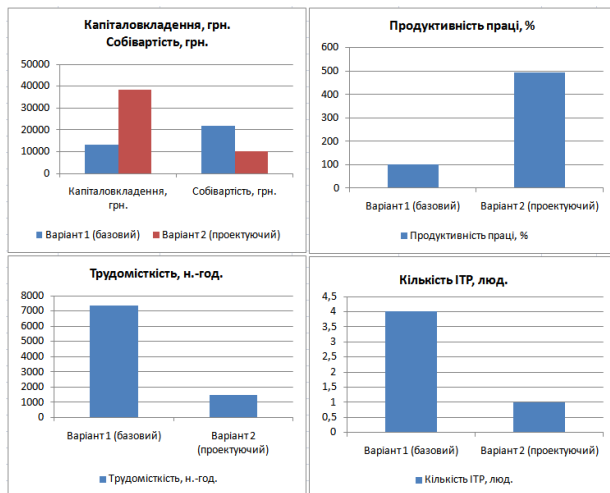 Капіталовкладення, грн.
Собівартість, грн.
50000
40000
30000
20000
10000
0
Капіталовкладення,
грн.
Собівартість, грн.
Варіант 1 (базовий)
Варіант 2 (проектуючий)
Продуктивність праці, %
600
500
400
300
200
100
0
Варіант 1 (базовий)
Варіант 2 (проектуючий)
Продуктивність праці, %
Трудомісткість, н.-год.
8000
7000
6000
5000
4000
3000
2000
1000
0
Варіант 1 (базовий)
Варіант 2
(проектуючий)
Трудомісткість, н.-год.
Кількість ІТР, люд.
4,5
4
3,5
3
2,5
2
1,5
1
0,5
0
Варіант 1 (базовий)
Варіант 2 (проектуючий)
Кількість ІТР, люд.